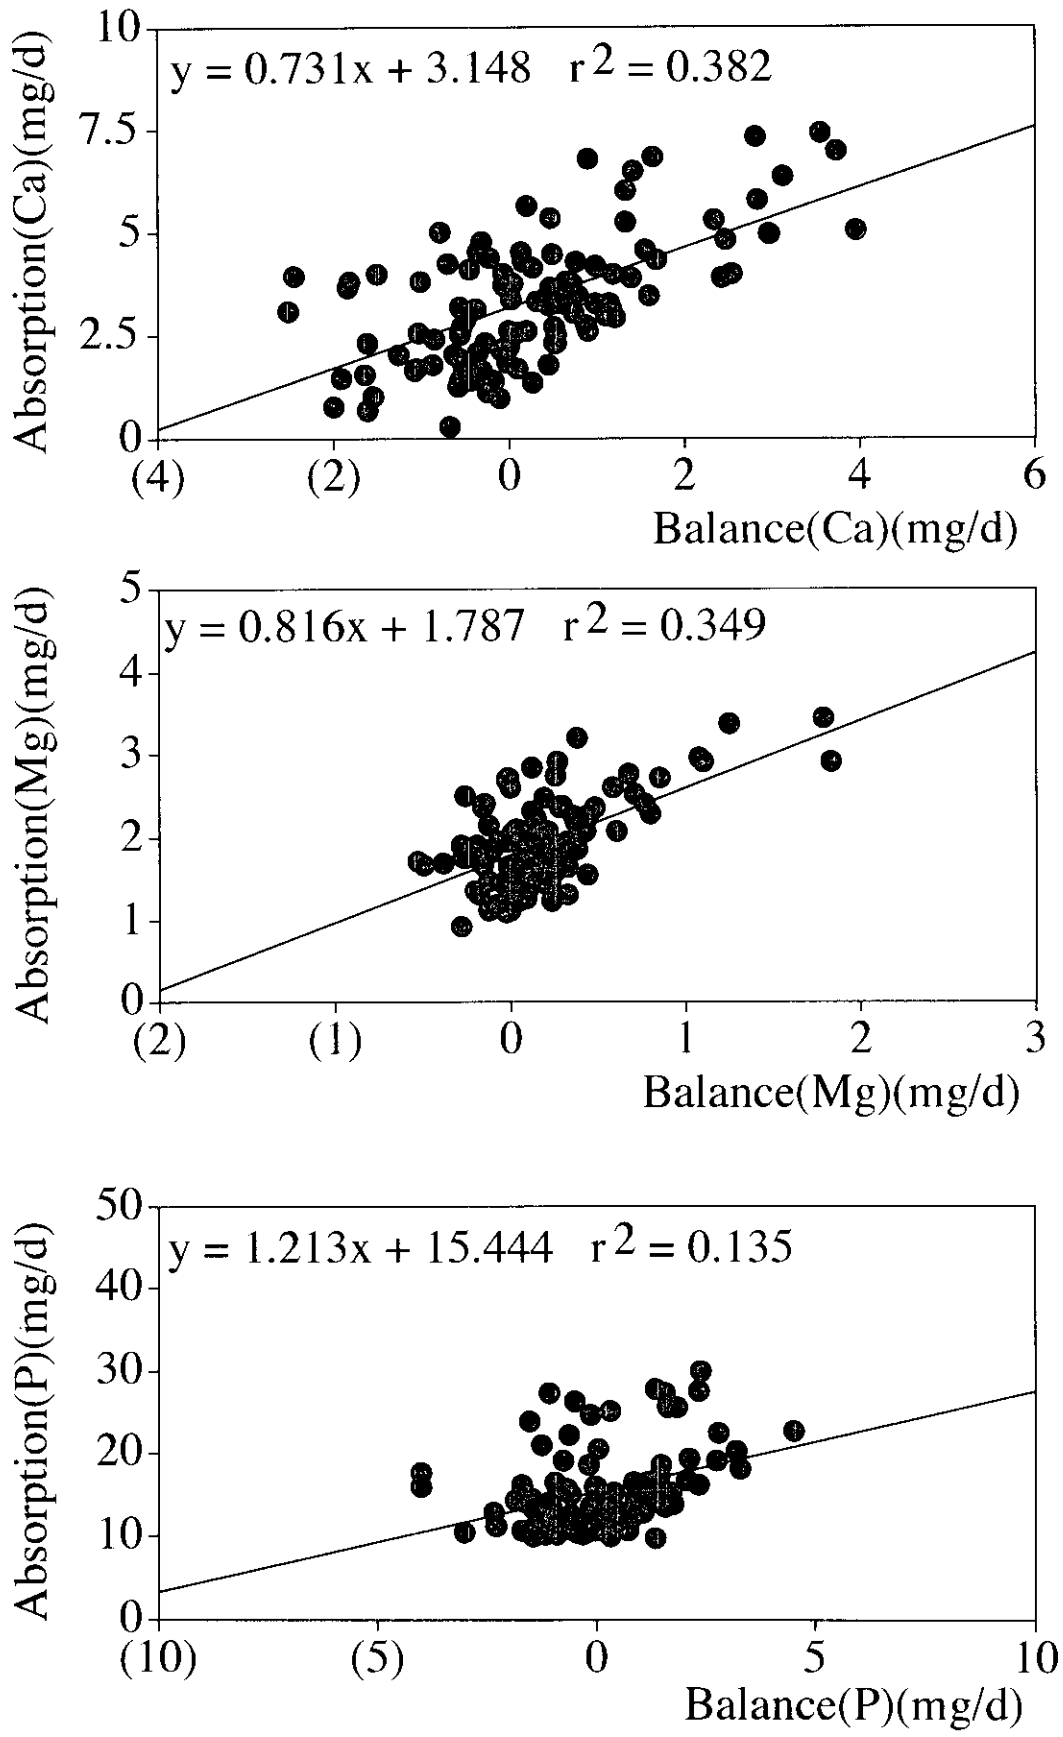 Absorption(Ca)(mg/d)
10
7.5
5
2.5
0
y = 0.731x + 3.148 r² = 0.382
(4) (2) 0 2 4 6
Balance(Ca)(mg/d)
Absorption(Mg)(mg/d)
5
4
3
2
1
0
y = 0.816x + 1.787 r² = 0.349
(2) (1) 0 1 2 3
Balance(Mg)(mg/d)
Absorption(P)(mg/d)
50
40
30
20
10
0
y = 1.213x + 15.444 r² = 0.135
(10) (5) 0 5 10
Balance(P)(mg/d)